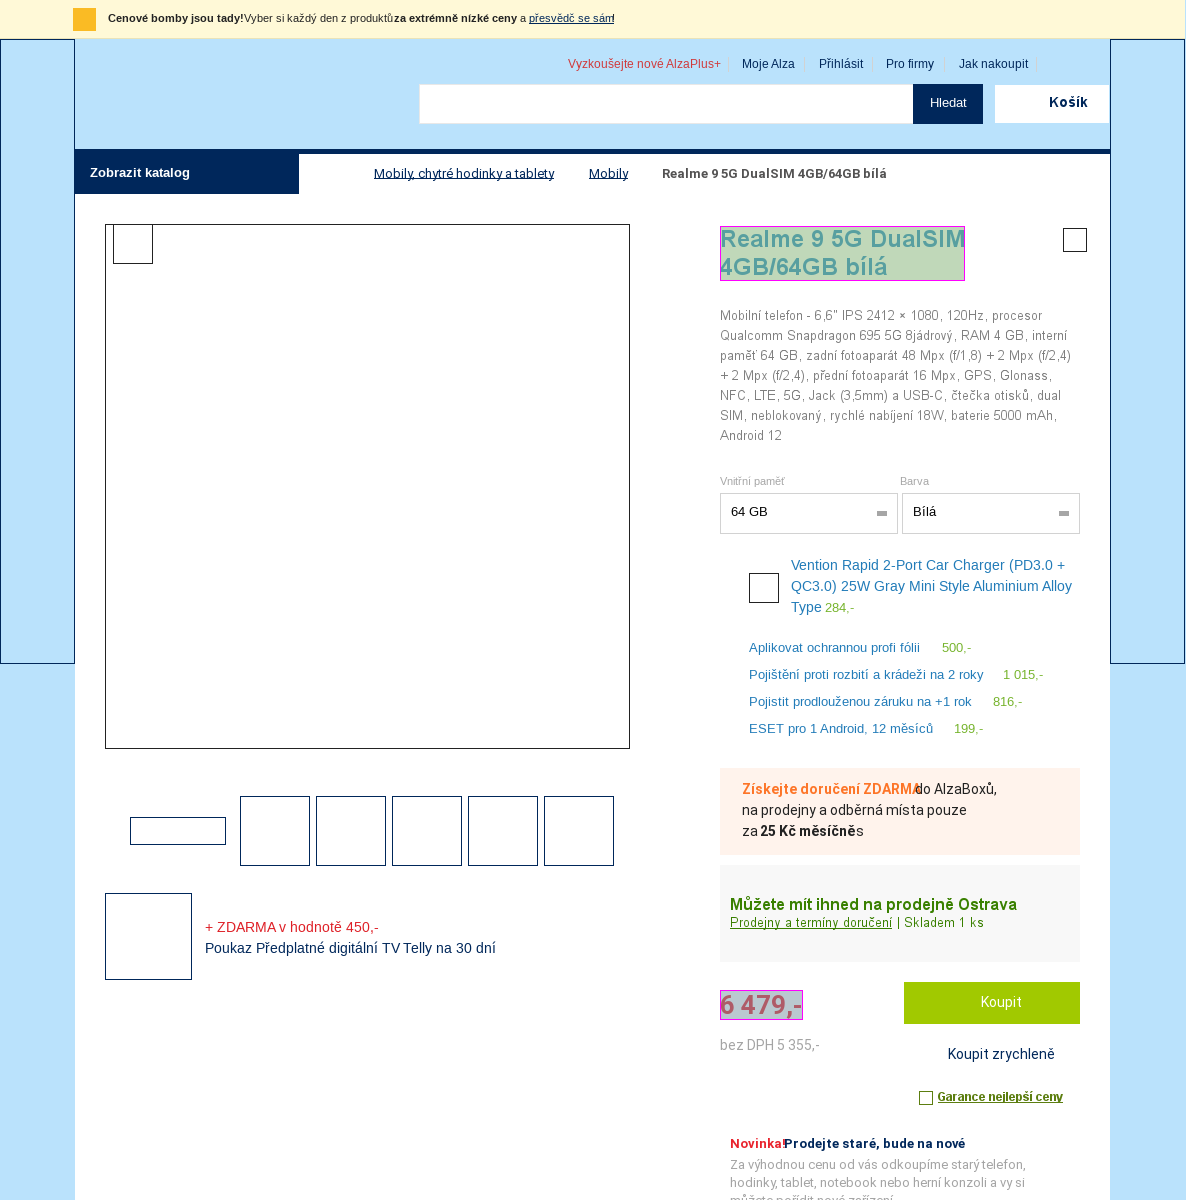 Cenové bomby jsou tady! Vyber si každý den z produktů za extrémně nízké ceny a přesvědč se sám!
Vyzkoušejte nové AlzaPlus+ Moje Alza Přihlásit Pro firmy Jak nakoupit
Hledat Košík
Zobrazit katalog Mobily, chytré hodinky a tablety Mobily Realme 9 5G DualSIM 4GB/64GB bílá
Realme 9 5G DualSIM
4GB/64GB bílá
Mobilní telefon - 6,6" IPS 2412 × 1080, 120Hz, procesor
Qualcomm Snapdragon 695 5G 8jádrový, RAM 4 GB, interní
paměť 64 GB, zadní fotoaparát 48 Mpx (f/1,8) + 2 Mpx (f/2,4)
+ 2 Mpx (f/2,4), přední fotoaparát 16 Mpx, GPS, Glonass,
NFC, LTE, 5G, Jack (3,5mm) a USB-C, čtečka otisků, dual
SIM, neblokovaný, rychlé nabíjení 18W, baterie 5000 mAh,
Android 12
Vnitřní paměť Barva
64 GB Bílá
Vention Rapid 2-Port Car Charger (PD3.0 +
QC3.0) 25W Gray Mini Style Aluminium Alloy
Type 284,-
Aplikovat ochrannou profi fólii 500,-
Pojištění proti rozbití a krádeži na 2 roky 1 015,-
Pojistit prodlouženou záruku na +1 rok 816,-
ESET pro 1 Android, 12 měsíců 199,-
Získejte doručení ZDARMA do AlzaBoxů,
na prodejny a odběrná místa pouze
za 25 Kč měsíčně s
+ ZDARMA v hodnotě 450,-
Poukaz Předplatné digitální TV Telly na 30 dní
Můžete mít ihned na prodejně Ostrava
Prodejny a termíny doručení | Skladem 1 ks
6 479,- Koupit
bez DPH 5 355,-
Koupit zrychleně
Garance nejlepší ceny
Novinka! Prodejte staré, bude na nové
Za výhodnou cenu od vás odkoupíme starý telefon,
hodinky, tablet, notebook nebo herní konzoli a vy si
můžete pořídit nové zařízení.